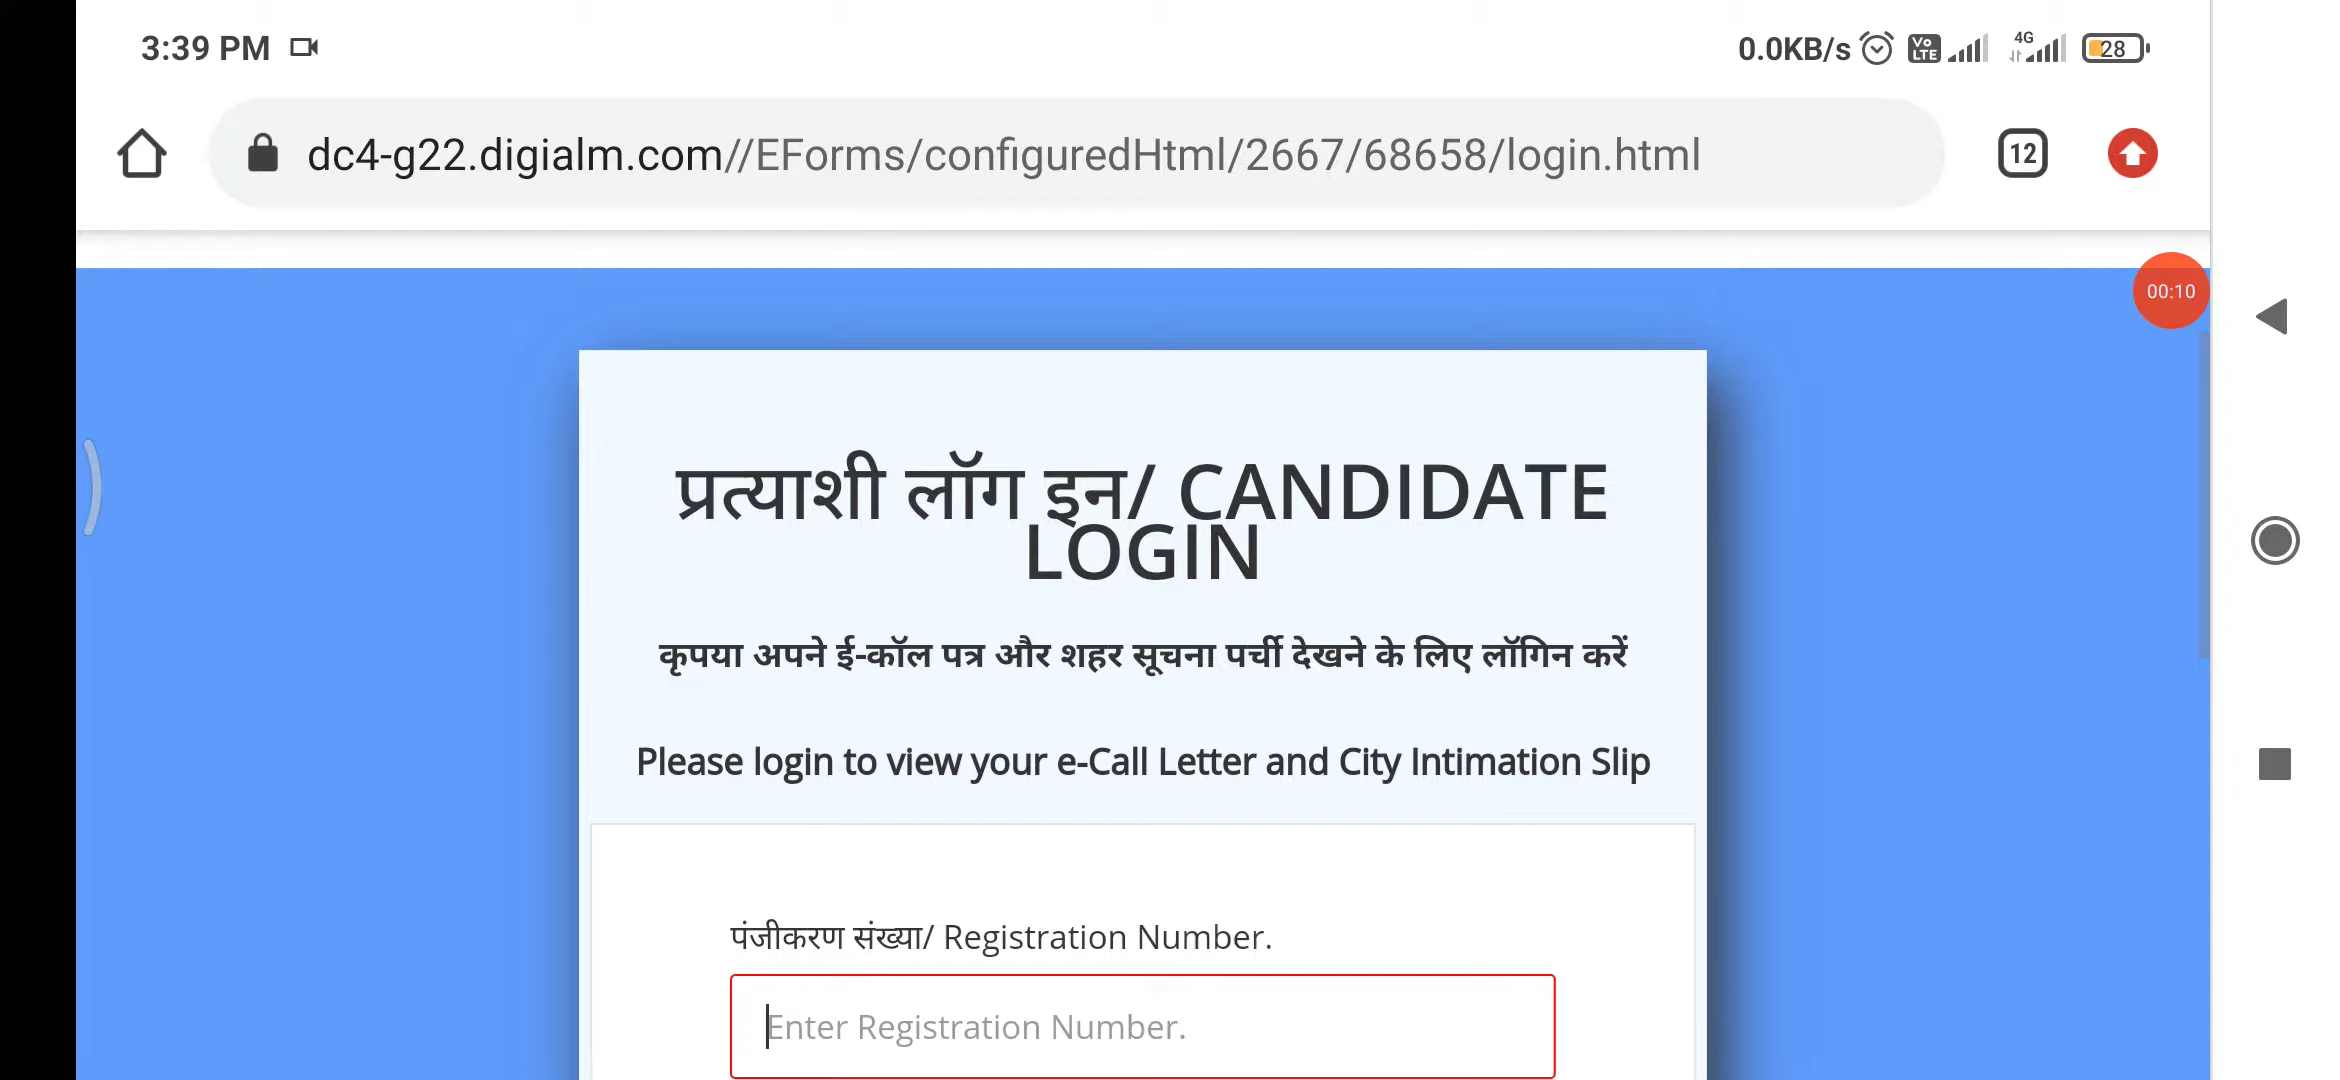 3:39 PM
0.0KB/s
Vo LTE
4G
28
dc4-g22.digialm.com//EForms/configuredHtml/2667/68658/login.html
12
00:10
प्रत्याशी लॉग इन/ CANDIDATE
LOGIN
कृपया अपने ई-कॉल पत्र और शहर सूचना पर्ची देखने के लिए लॉगिन करें
Please login to view your e-Call Letter and City Intimation Slip
पंजीकरण संख्या/ Registration Number.
Enter Registration Number.